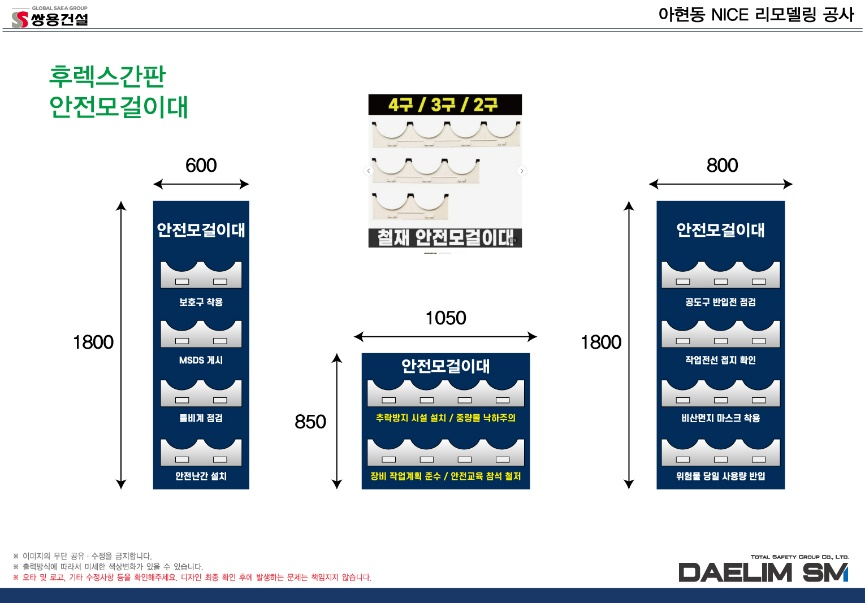 GLOBAL SAEA GROUP
쌍용건설
아현동 NICE 리모델링 공사
후렉스간판
안전모걸이대
4구 / 3구 / 2구
철재 안전모걸이대
600
1800
안전모걸이대
보호구 착용
MSDS 게시
틀비계 점검
안전난간 설치
1050
850
안전모걸이대
추락방지 시설 설치 / 중량물 낙하주의
장비 작업계획 준수 / 안전교육 참석 철저
800
1800
안전모걸이대
공도구 반입전 점검
작업전선 접지 확인
비산먼지 마스크 착용
위험물 당일 사용량 반입
※ 이미지의 무단 공유 · 수정을 금지합니다.
※ 출력방식에 따라서 미세한 색상변화가 있을 수 있습니다.
※ 오타 및 로고, 기타 수정사항 등을 확인해주세요. 디자인 최종 확인 후에 발생하는 문제는 책임지지 않습니다.
TOTAL SAFETY GROUP CO., LTD.
DAELIM SM